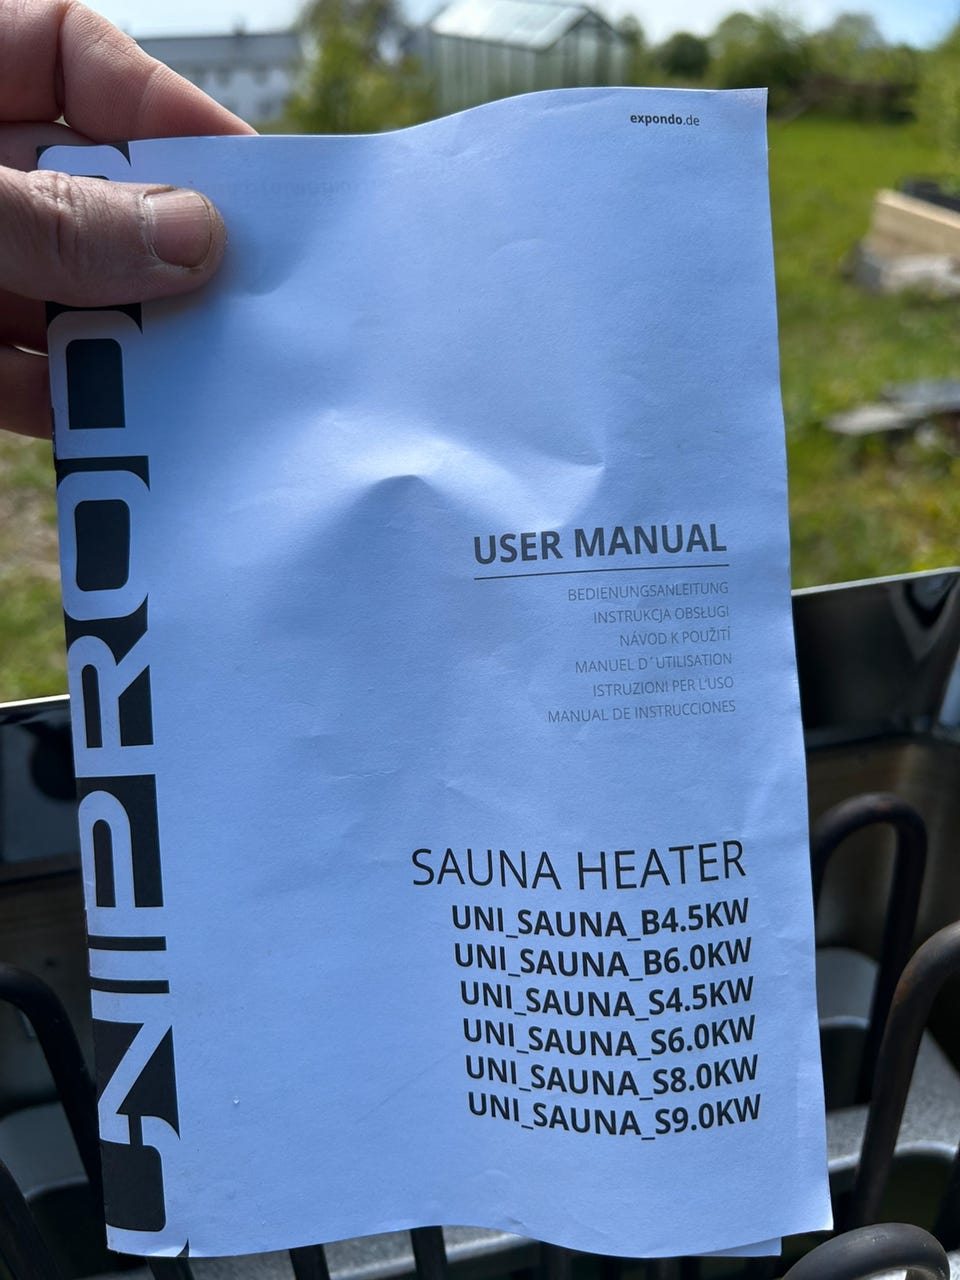 expondo.de
USER MANUAL
BEDIENUNGSANLEITUNG
INSTRUKCJA OBSŁUGI
NÁVOD K POUŽITÍ
MANUEL D´UTILISATION
ISTRUZIONI PER L'USO
MANUAL DE INSTRUCCIONES
SAUNA HEATER
UNI_SAUNA_B4.5KW
UNI_SAUNA_B6.0KW
UNI_SAUNA_S4.5KW
UNI_SAUNA_S6.0KW
UNI_SAUNA_S8.0KW
UNI_SAUNA_S9.0KW